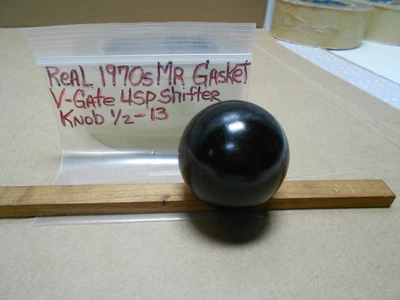 ReaL 1970s MR GasKeT
V-Gate 4SP. Shifter
Knob 1/2-13